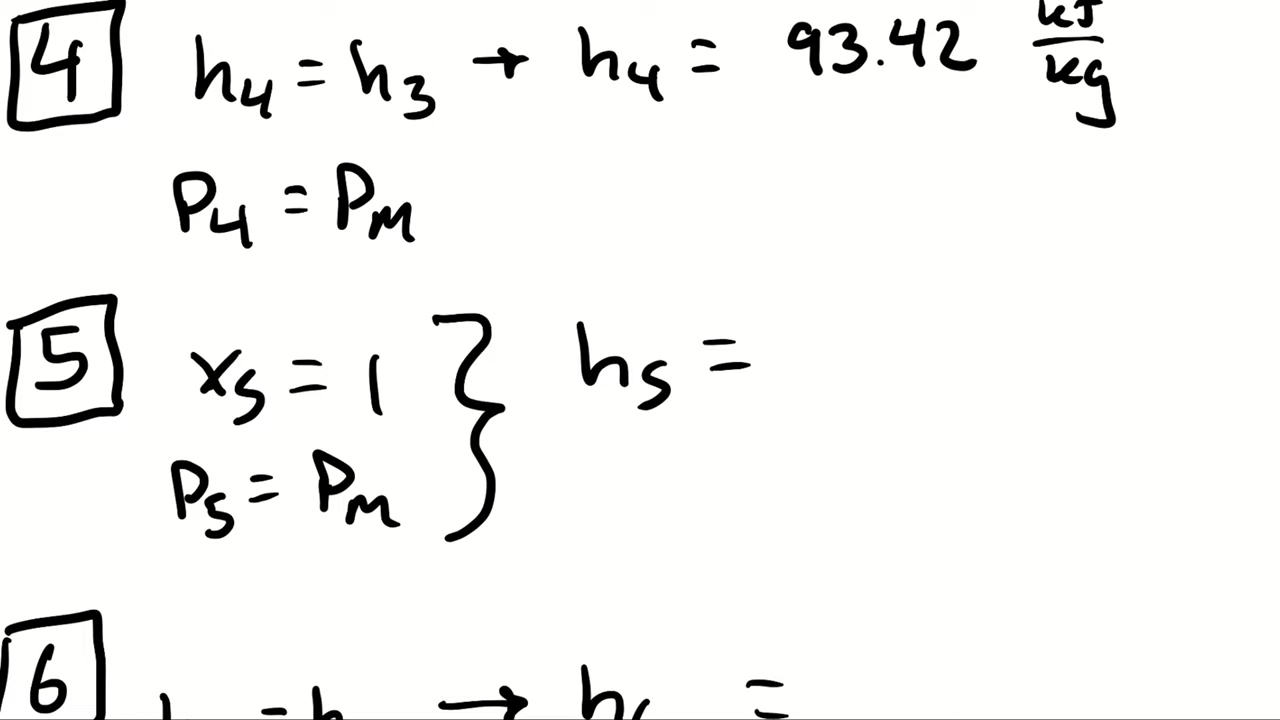 4 h₄ = h₃ → h₄ = 93.42 kJ/kg
P₄ = Pₘ
5 x₅ = 1 } h₅ =
P₅ = Pₘ
6 = → =